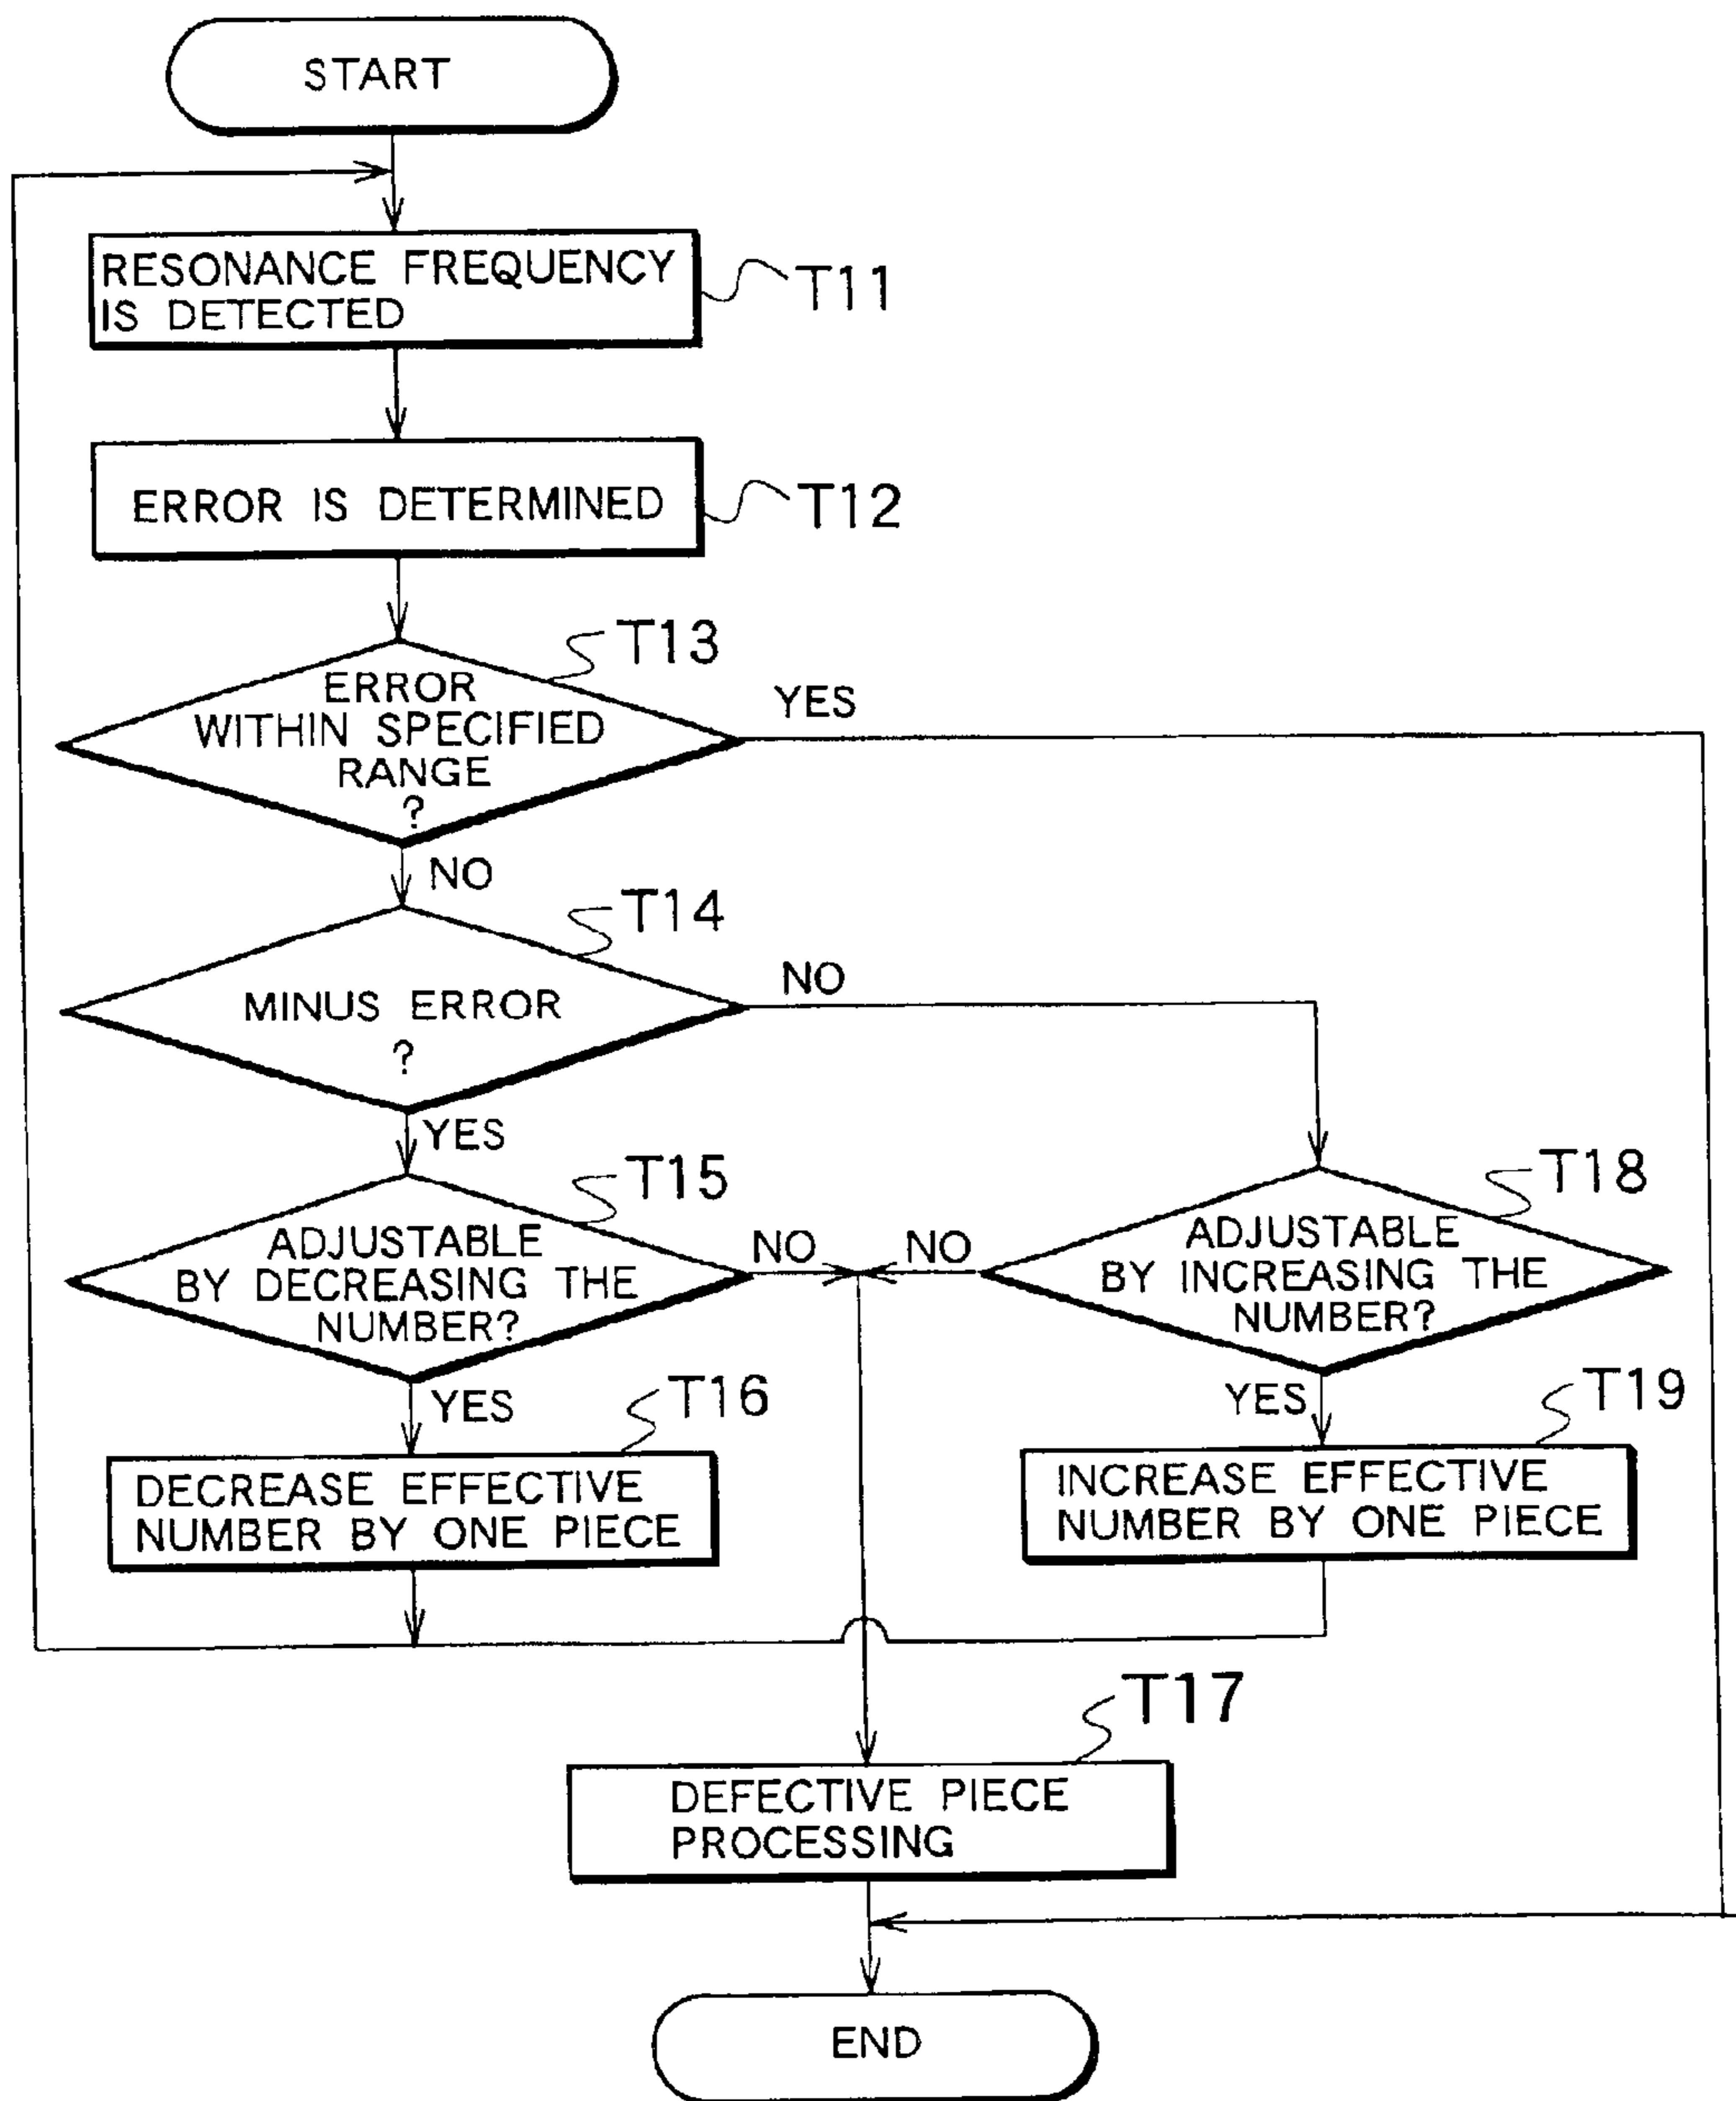 START
RESONANCE FREQUENCY
IS DETECTED
T11
ERROR IS DETERMINED
T12
T13
ERROR
WITHIN SPECIFIED
RANGE
?
YES
NO
T14
MINUS ERROR
?
NO
YES
T15
ADJUSTABLE
BY DECREASING THE
NUMBER?
NO
NO
T18
ADJUSTABLE
BY INCREASING THE
NUMBER?
YES
T16
DECREASE EFFECTIVE
NUMBER BY ONE PIECE
YES
T19
INCREASE EFFECTIVE
NUMBER BY ONE PIECE
T17
DEFECTIVE PIECE
PROCESSING
END